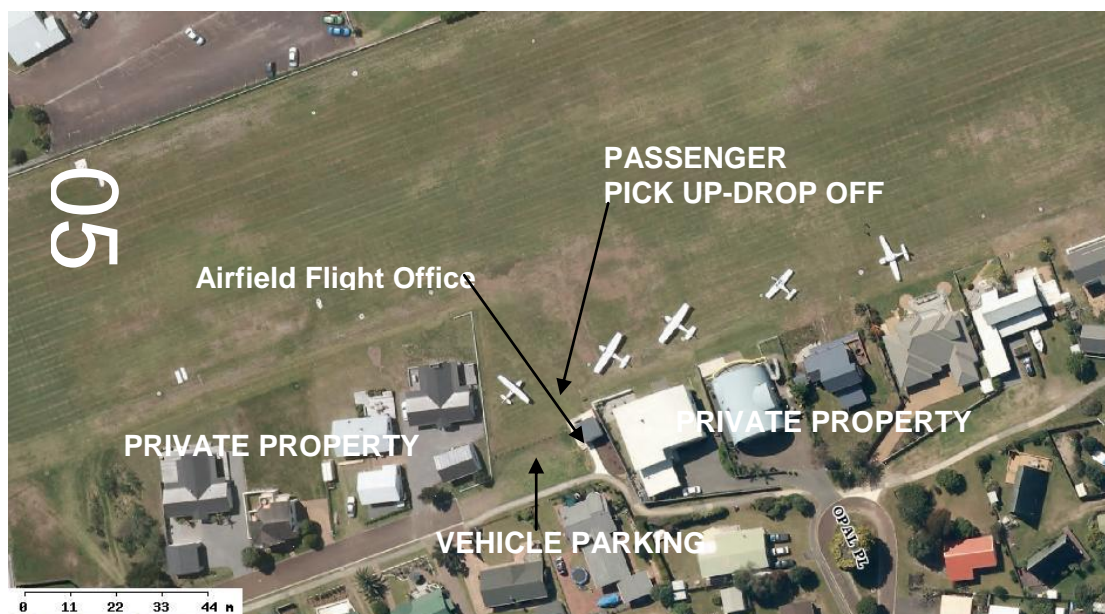 PASSENGER
PICK UP-DROP OFF
05
Airfield Flight Office
PRIVATE PROPERTY
PRIVATE PROPERTY
VEHICLE PARKING
OPAL PL
0 11 22 33 44 m